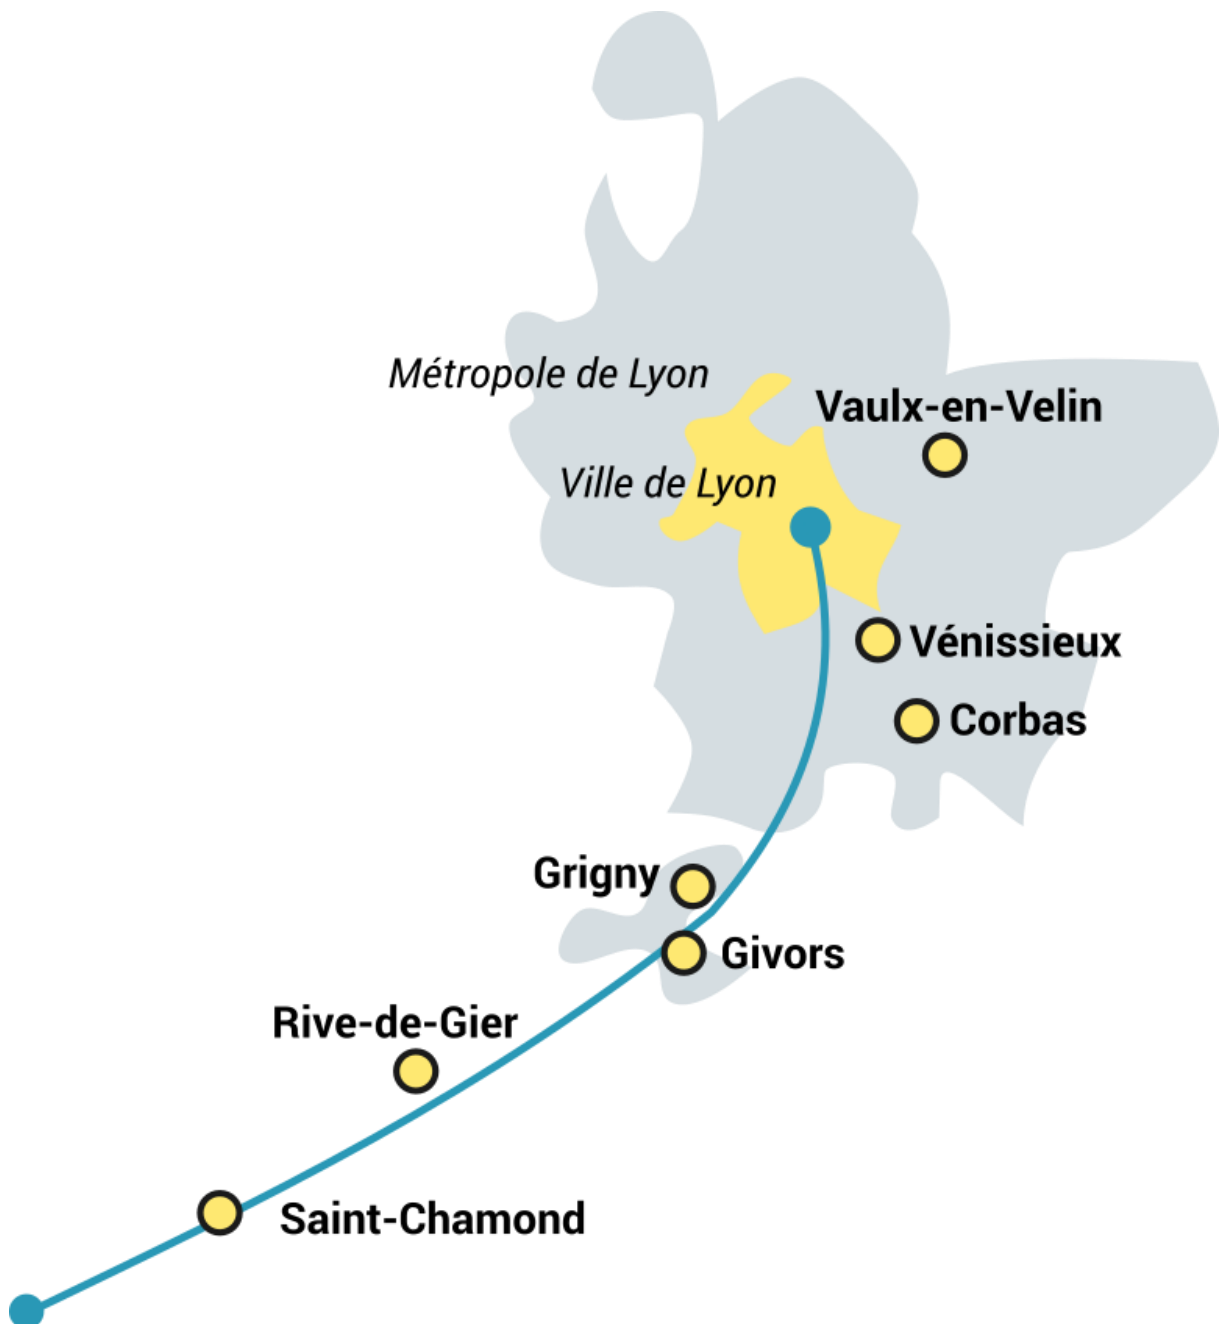 Métropole de Lyon
Vaulx-en-Velin
Ville de Lyon
Vénissieux
Corbas
Grigny
Givors
Rive-de-Gier
Saint-Chamond